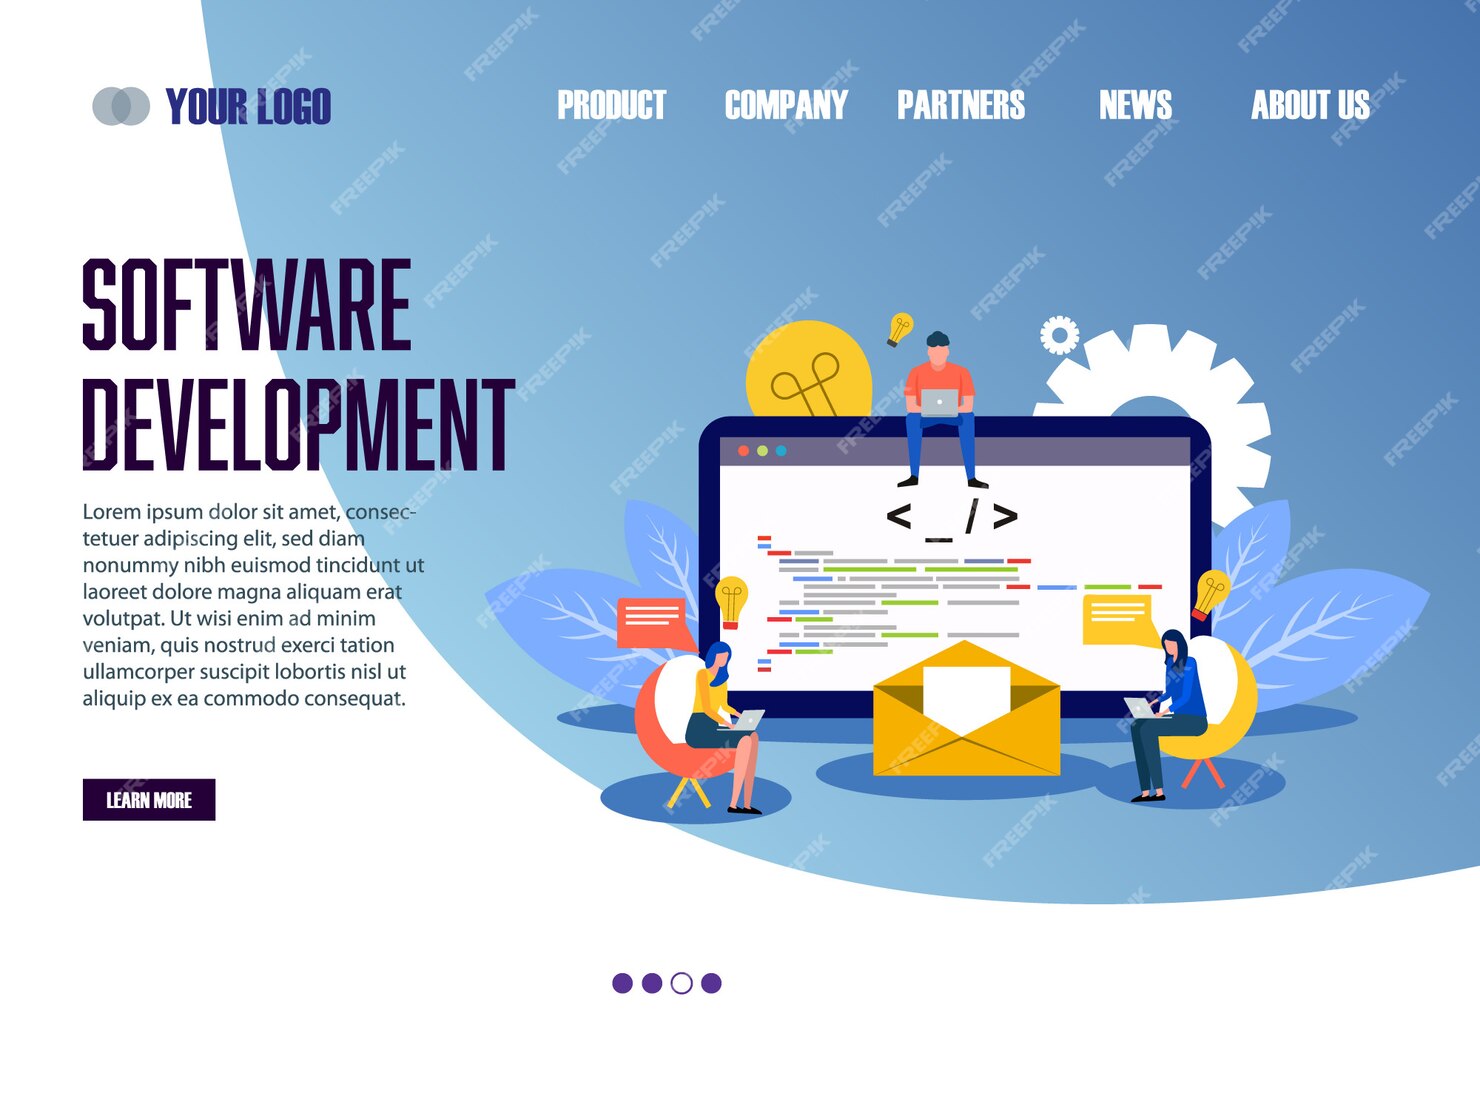 YOUR LOGO
PRODUCT COMPANY PARTNERS NEWS ABOUT US
SOFTWARE
DEVELOPMENT
Lorem ipsum dolor sit amet, consec-
tetuer adipiscing elit, sed diam
nonummy nibh euismod tincidunt ut
laoreet dolore magna aliquam erat
volutpat. Ut wisi enim ad minim
veniam, quis nostrud exerci tation
ullamcorper suscipit lobortis nisl ut
aliquip ex ea commodo consequat.
LEARN MORE
< _ / >
FREEPIK